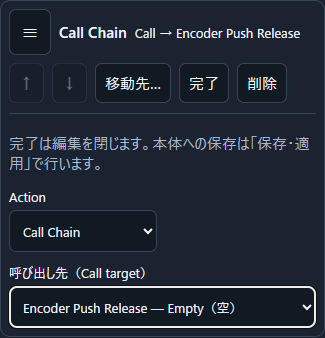 Call Chain Call → Encoder Push Release
↑ ↓ 移動先... 完了 削除
完了は編集を閉じます。本体への保存は「保存・適
用」で行います。
Action
Call Chain
呼び出し先（Call target）
Encoder Push Release — Empty（空）